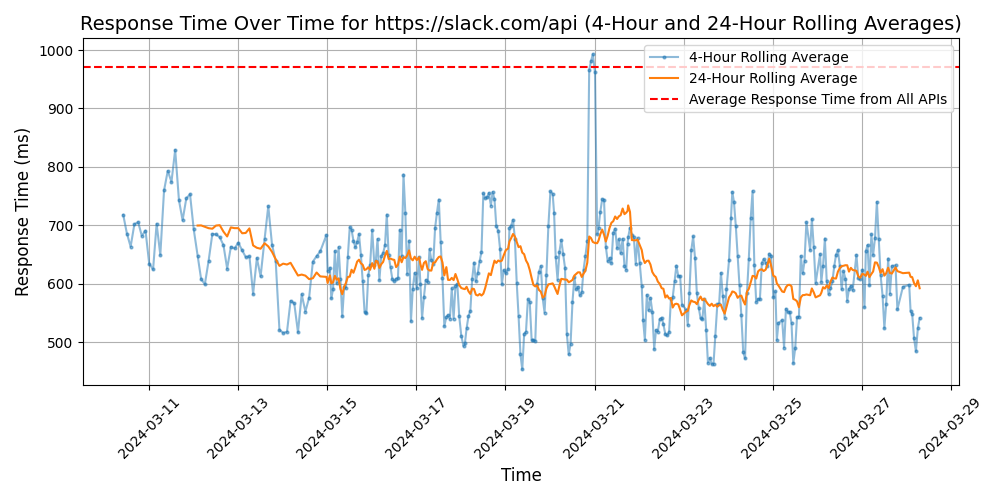 Response Time Over Time for https://slack.com/api (4-Hour and 24-Hour Rolling Averages)
4-Hour Rolling Average
24-Hour Rolling Average
Average Response Time from All APIs
Response Time (ms)
1000
900
800
700
600
500
2024-03-11
2024-03-13
2024-03-15
2024-03-17
2024-03-19
2024-03-21
2024-03-23
2024-03-25
2024-03-27
2024-03-29
Time